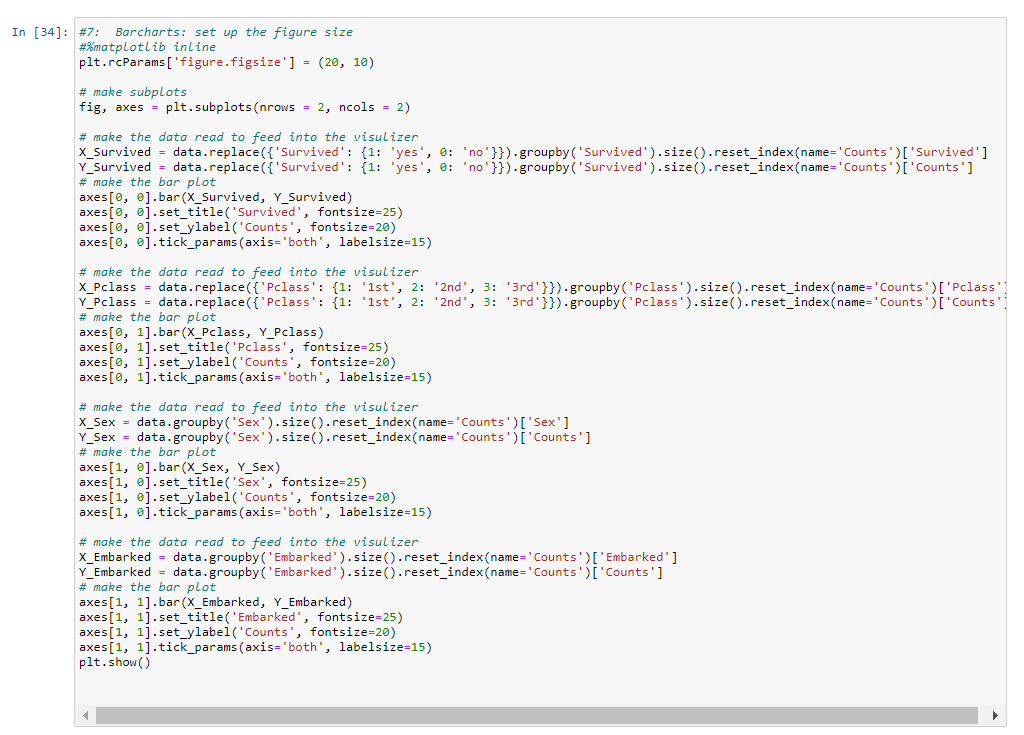 In [34]:
#7:  Barcharts: set up the figure size
#%matplotlib inline
plt.rcParams['figure.figsize'] = (20, 10)

# make subplots
fig, axes = plt.subplots(nrows = 2, ncols = 2)

# make the data read to feed into the visulizer
X_Survived = data.replace({'Survived': {1: 'yes', 0: 'no'}}).groupby('Survived').size().reset_index(name='Counts')['Survived']
Y_Survived = data.replace({'Survived': {1: 'yes', 0: 'no'}}).groupby('Survived').size().reset_index(name='Counts')['Counts']
# make the bar plot
axes[0, 0].bar(X_Survived, Y_Survived)
axes[0, 0].set_title('Survived', fontsize=25)
axes[0, 0].set_ylabel('Counts', fontsize=20)
axes[0, 0].tick_params(axis='both', labelsize=15)

# make the data read to feed into the visulizer
X_Pclass = data.replace({'Pclass': {1: '1st', 2: '2nd', 3: '3rd'}}).groupby('Pclass').size().reset_index(name='Counts')['Pclass']
Y_Pclass = data.replace({'Pclass': {1: '1st', 2: '2nd', 3: '3rd'}}).groupby('Pclass').size().reset_index(name='Counts')['Counts']
# make the bar plot
axes[0, 1].bar(X_Pclass, Y_Pclass)
axes[0, 1].set_title('Pclass', fontsize=25)
axes[0, 1].set_ylabel('Counts', fontsize=20)
axes[0, 1].tick_params(axis='both', labelsize=15)

# make the data read to feed into the visulizer
X_Sex = data.groupby('Sex').size().reset_index(name='Counts')['Sex']
Y_Sex = data.groupby('Sex').size().reset_index(name='Counts')['Counts']
# make the bar plot
axes[1, 0].bar(X_Sex, Y_Sex)
axes[1, 0].set_title('Sex', fontsize=25)
axes[1, 0].set_ylabel('Counts', fontsize=20)
axes[1, 0].tick_params(axis='both', labelsize=15)

# make the data read to feed into the visulizer
X_Embarked = data.groupby('Embarked').size().reset_index(name='Counts')['Embarked']
Y_Embarked = data.groupby('Embarked').size().reset_index(name='Counts')['Counts']
# make the bar plot
axes[1, 1].bar(X_Embarked, Y_Embarked)
axes[1, 1].set_title('Embarked', fontsize=25)
axes[1, 1].set_ylabel('Counts', fontsize=20)
axes[1, 1].tick_params(axis='both', labelsize=15)
plt.show()